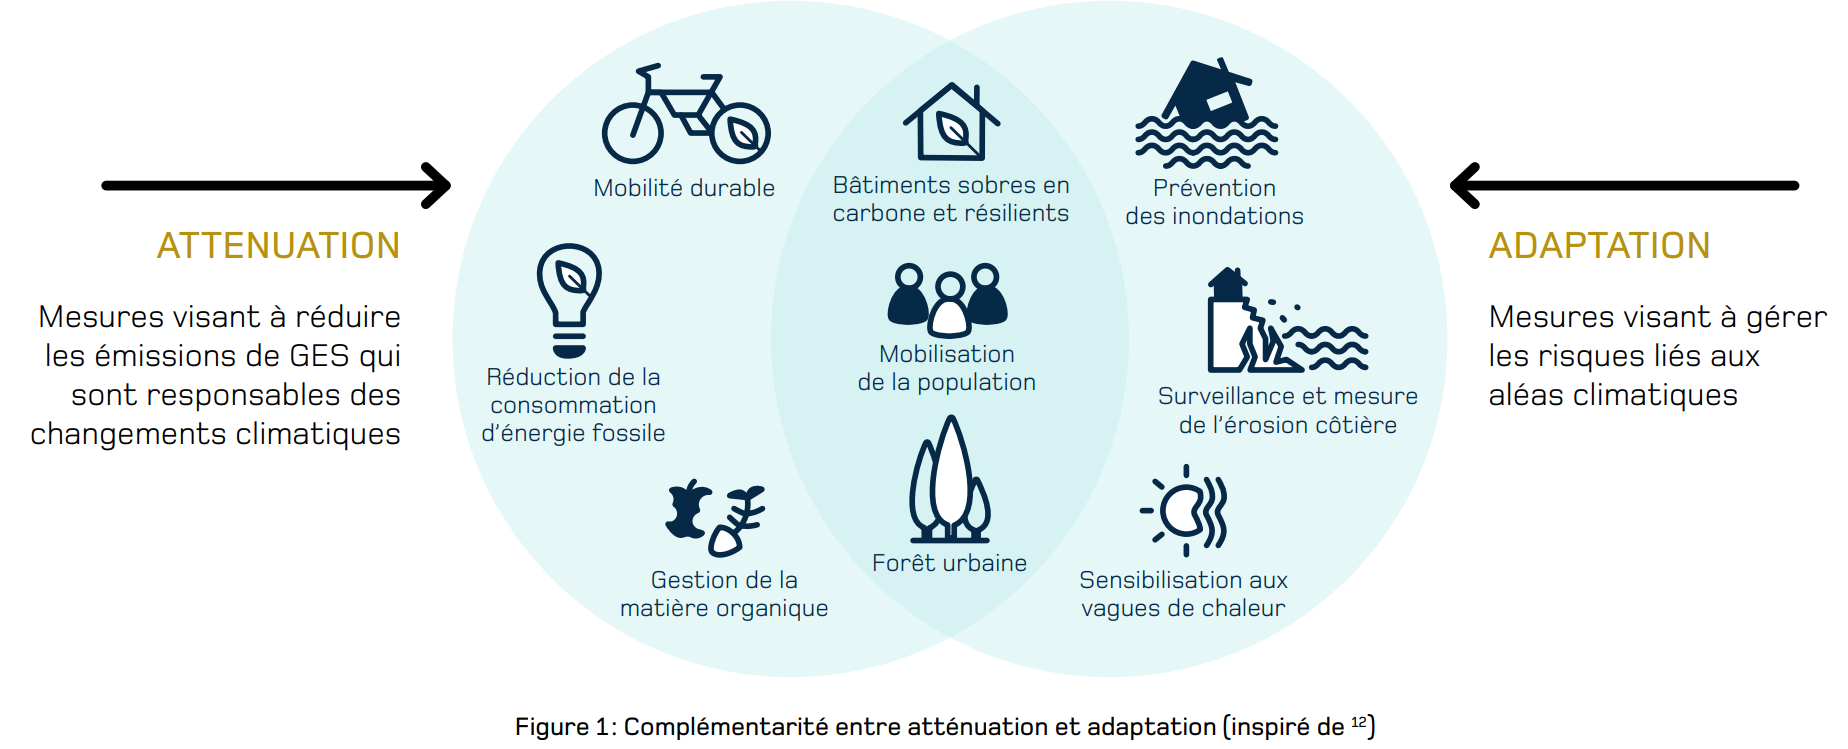 ATTENUATION
Mesures visant à réduire
les émissions de GES qui
sont responsables des
changements climatiques
Mobilité durable
Réduction de la
consommation
d'énergie fossile
Gestion de la
matière organique
Bâtiments sobres en
carbone et résilients
Mobilisation
de la population
Forêt urbaine
Prévention
des inondations
Surveillance et mesure
de l'érosion côtière
Sensibilisation aux
vagues de chaleur
ADAPTATION
Mesures visant à gérer
les risques liés aux
aléas climatiques
Figure 1 : Complémentarité entre atténuation et adaptation (inspiré de ¹²)